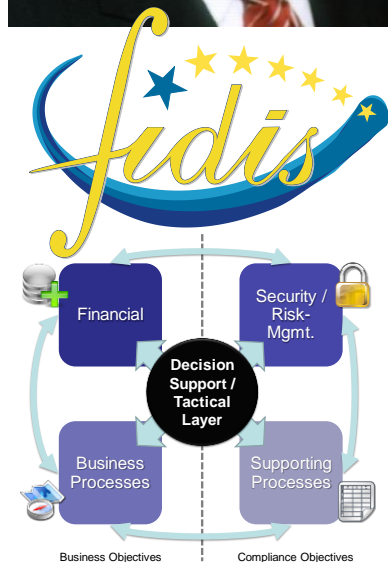 fidis
Financial
Security /
Risk-
Mgmt.
Decision
Support /
Tactical
Layer
Business
Processes
Supporting
Processes
Business Objectives
Compliance Objectives